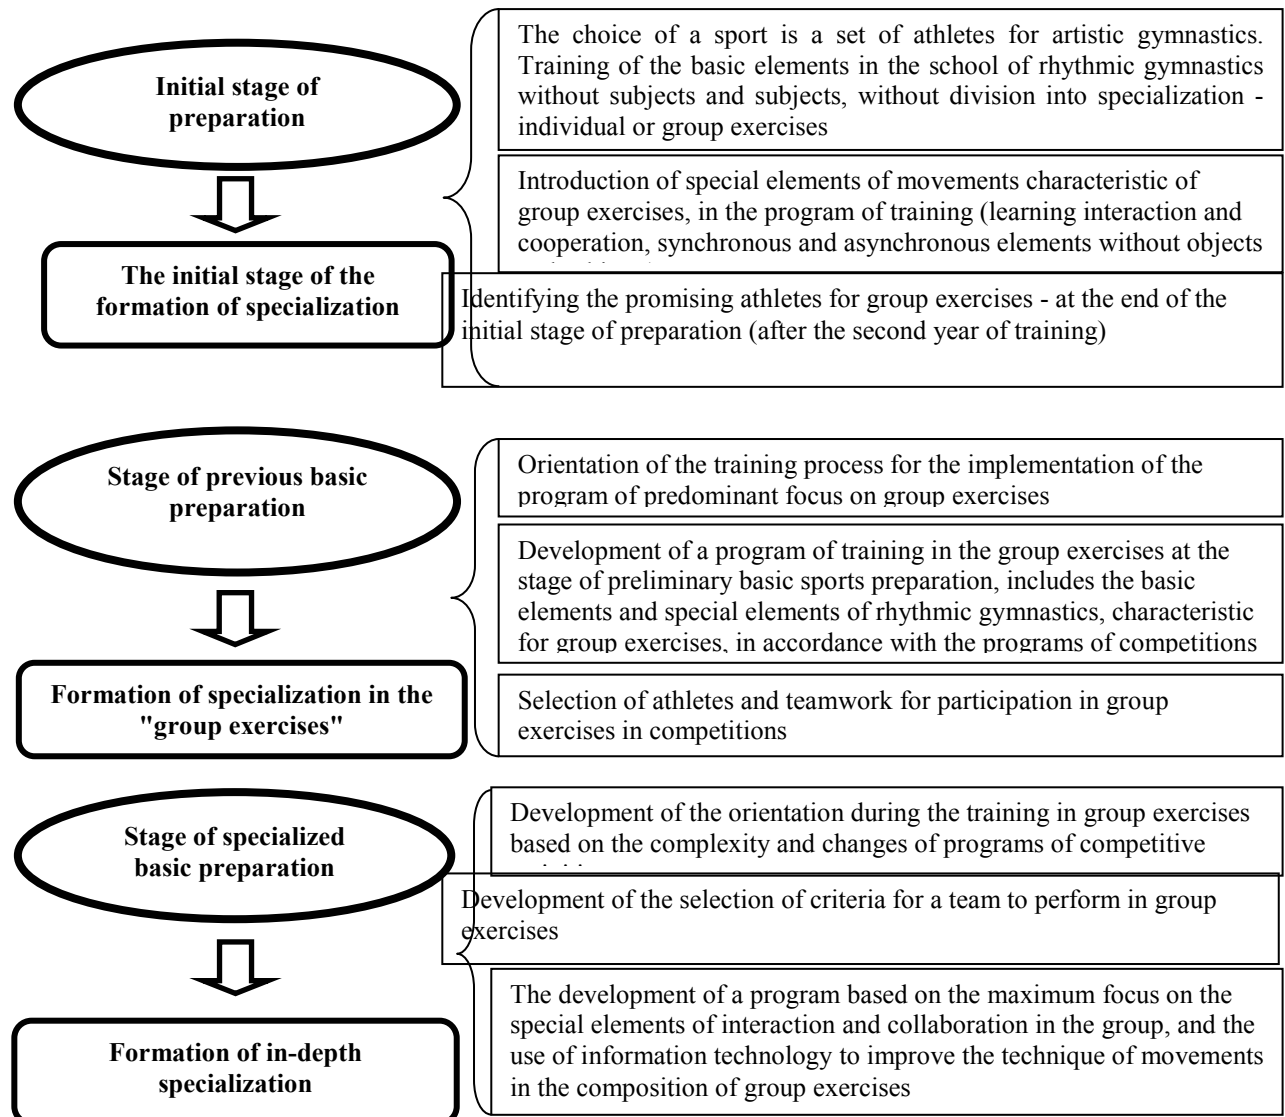 Initial stage of
preparation
The initial stage of the
formation of specialization
The choice of a sport is a set of athletes for artistic gymnastics.
Training of the basic elements in the school of rhythmic gymnastics
without subjects and subjects, without division into specialization -
individual or group exercises
Introduction of special elements of movements characteristic of
group exercises, in the program of training (learning interaction and
cooperation, synchronous and asynchronous elements without objects
Identifying the promising athletes for group exercises - at the end of the
initial stage of preparation (after the second year of training)
Stage of previous basic
preparation
Formation of specialization in the
"group exercises"
Orientation of the training process for the implementation of the
program of predominant focus on group exercises
Development of a program of training in the group exercises at the
stage of preliminary basic sports preparation, includes the basic
elements and special elements of rhythmic gymnastics, characteristic
for group exercises, in accordance with the programs of competitions
Selection of athletes and teamwork for participation in group
exercises in competitions
Stage of specialized
basic preparation
Formation of in-depth
specialization
Development of the orientation during the training in group exercises
based on the complexity and changes of programs of competitive
Development of the selection of criteria for a team to perform in group
exercises
The development of a program based on the maximum focus on the
special elements of interaction and collaboration in the group, and the
use of information technology to improve the technique of movements
in the composition of group exercises